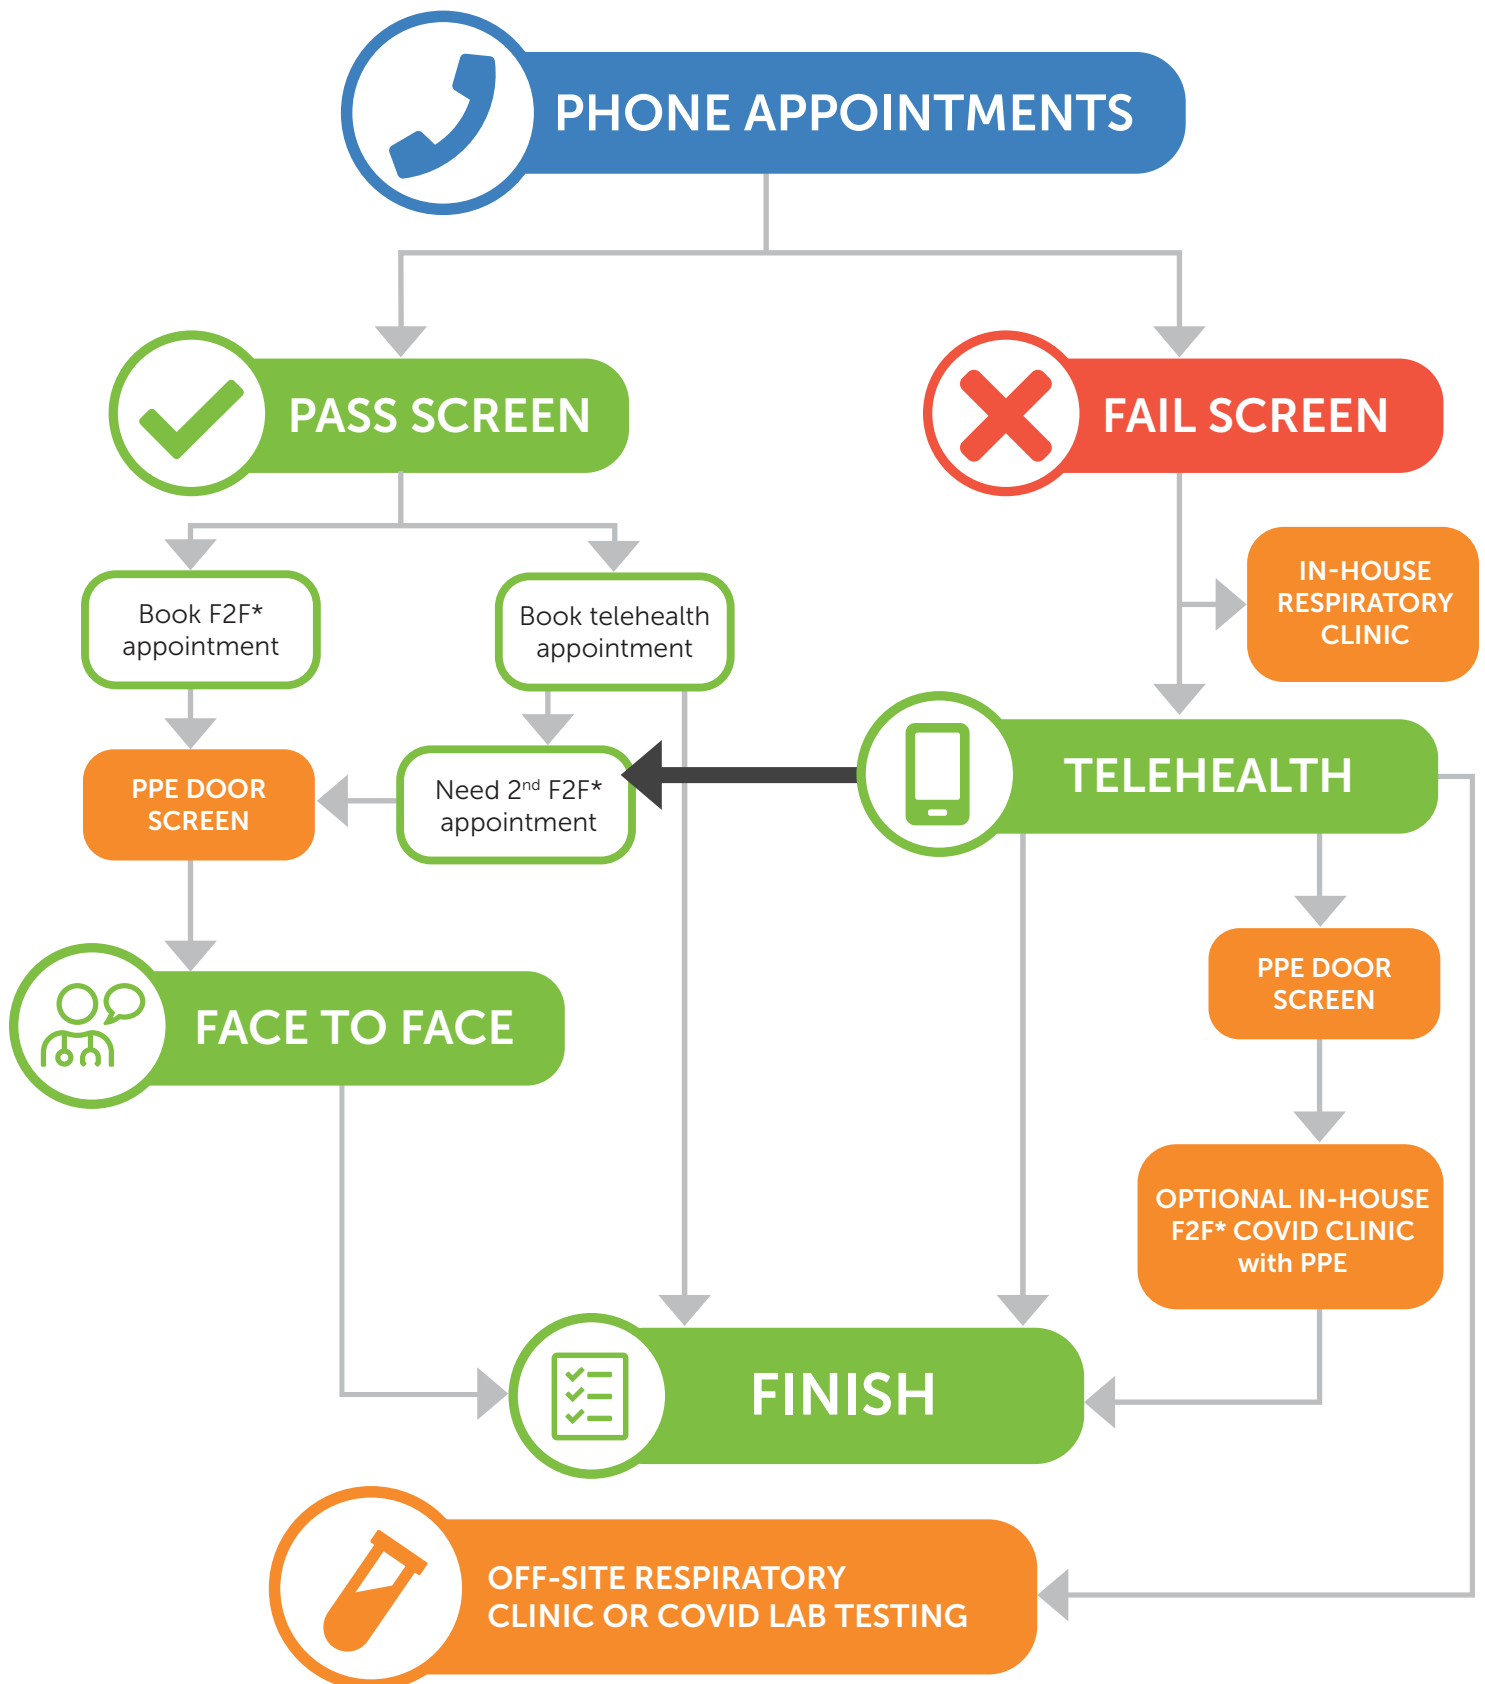 PHONE APPOINTMENTS
PASS SCREEN
FAIL SCREEN
IN-HOUSE
RESPIRATORY
CLINIC
Book F2F*
appointment
Book telehealth
appointment
TELEHEALTH
PPE DOOR
SCREEN
Need 2nd F2F*
appointment
PPE DOOR
SCREEN
FACE TO FACE
OPTIONAL IN-HOUSE
F2F* COVID CLINIC
with PPE
FINISH
OFF-SITE RESPIRATORY
CLINIC OR COVID LAB TESTING